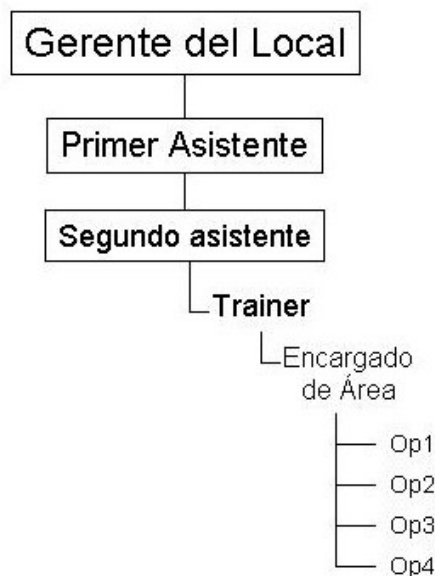 Gerente del Local
Primer Asistente
Segundo asistente
Trainer
Encargado
de Área
Op1
Op2
Op3
Op4